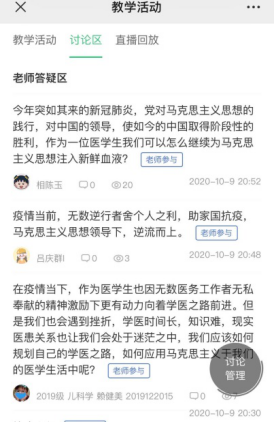 教学活动
教学活动 讨论区 直播回放
老师答疑区
今年突如其来的新冠肺炎，党对马克思主义思想的
践行，对中国的领导，使如今的中国取得阶段性的
胜利，作为一位医学生我们可以怎么继续为马克思
主义思想注入新鲜血液？ 老师参与
相陈玉 0 20 2020-10-9 20:52
疫情当前，无数逆行者舍个人之利，助家国抗疫，
马克思主义思想领导下，逆流而上。 老师参与
吕庆群 0 3 2020-10-9 20:48
在疫情当下，作为医学生也因无数医务工作者无私
奉献的精神激励下更有动力向着学医之路前进。但
是我们也会遇到挫折，学医时间长，知识难，现实
医患关系也让我们会处于迷茫之中，我们应该如何
规划自己的学医之路，如何应用马克思主义于我们
的医学生活中呢？ 老师参与
2019级 儿科学 赖健美 2019122015 0
讨论
管理
2020-10-9 20:30